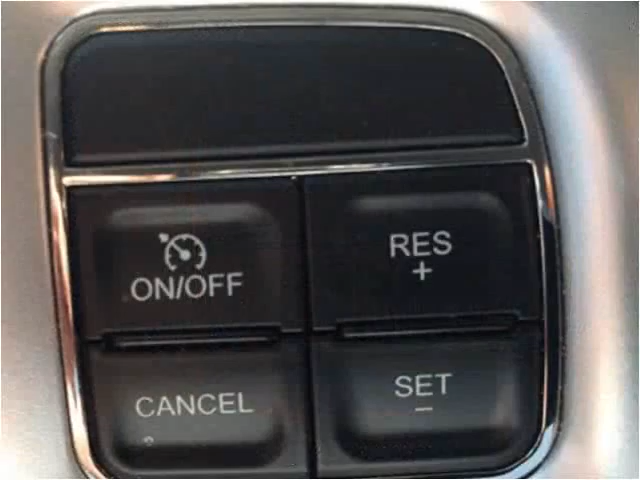 ON/OFF
RES
+
CANCEL
SET
-